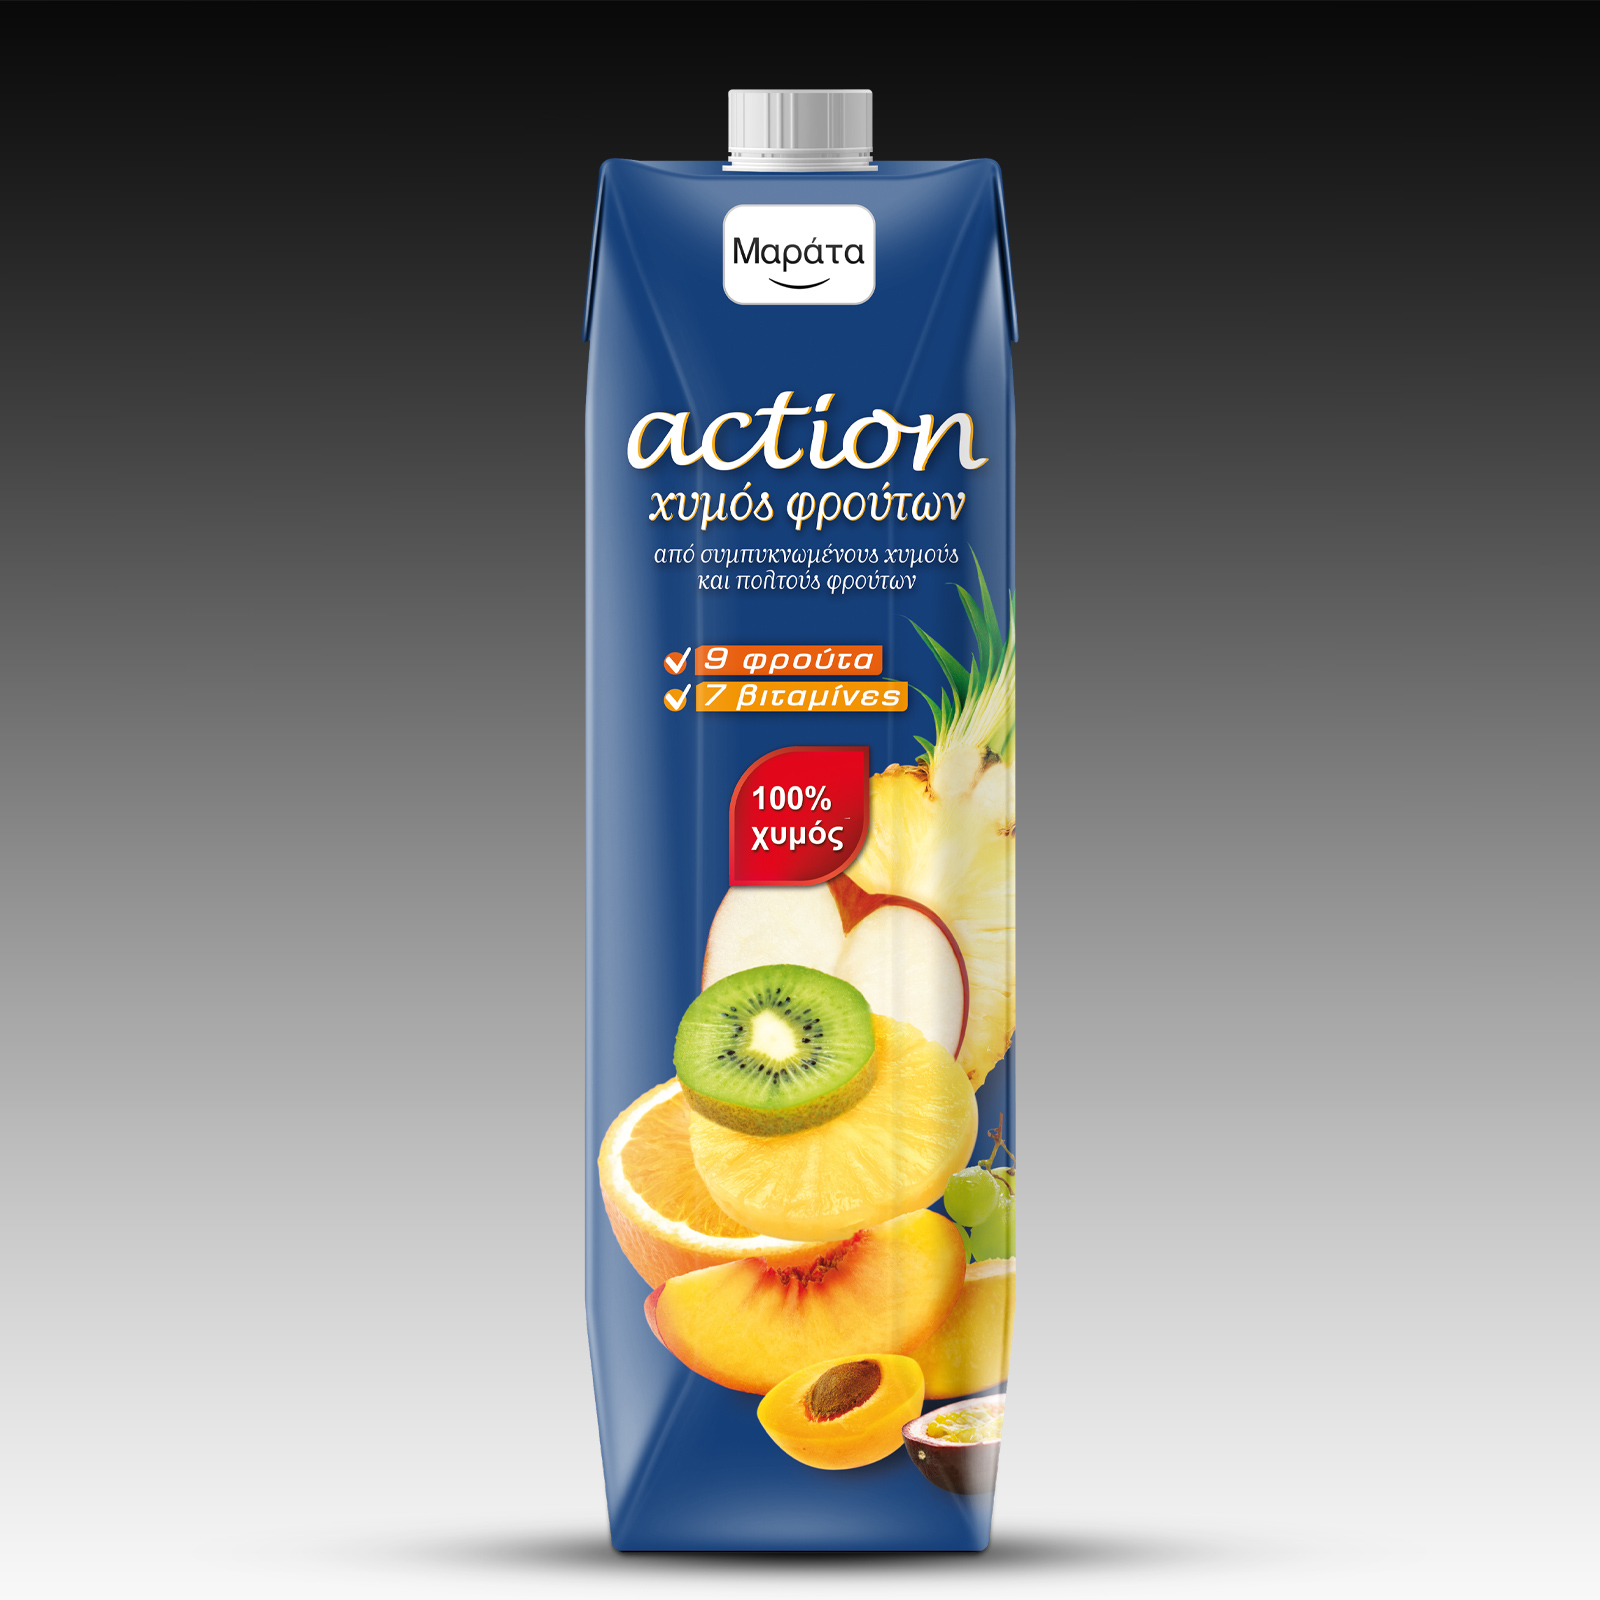 Μαράτα
action
χυμός φρούτων
από συμπυκνωμένους χυμούς
και πολτούς φρούτων
9 φρούτα
7 βιταμίνες
100%
χυμός